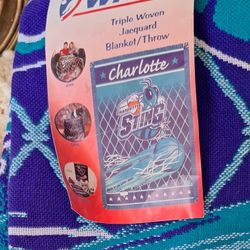 Triple Woven
Jacquard
Blanket/Throw
Charlotte
STING